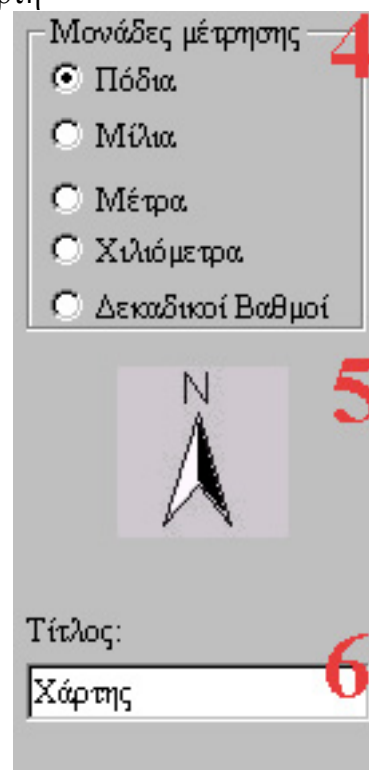 Μονάδες μέτρησης 4
Πόδια
Μίλια
Μέτρα
Χιλιόμετρα
Δεκαδικοί Βαθμοί
5
N
Τίτλος:
Χάρτης 6